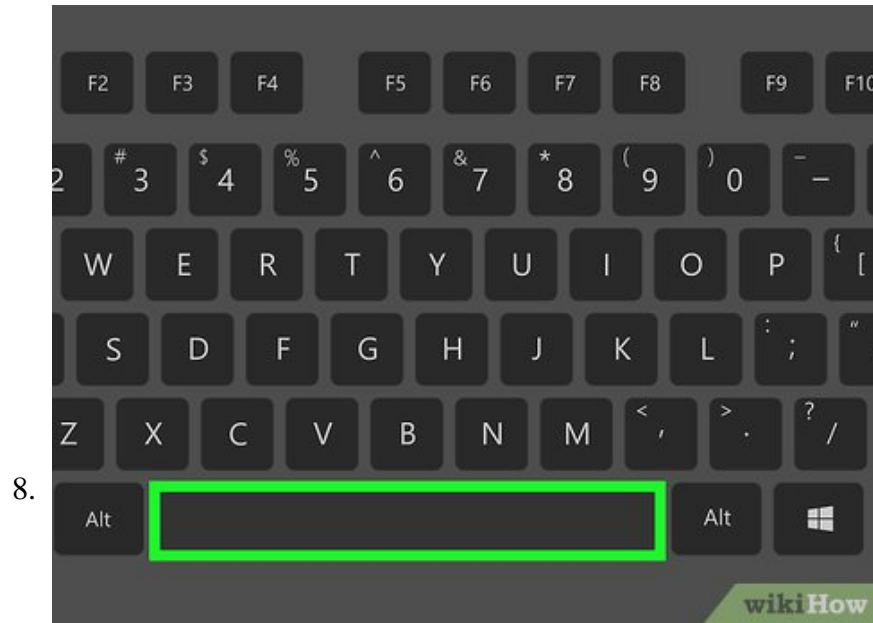 F2 F3 F4 F5 F6 F7 F8 F9 F10
2 # 3 $ 4 % 5 ^ 6 & 7 * 8 ( 9 ) 0 – –
W E R T Y U I O P { [
S D F G H J K L : ; "
Z X C V B N M < , > . ? /
8. Alt Alt
wikiHow